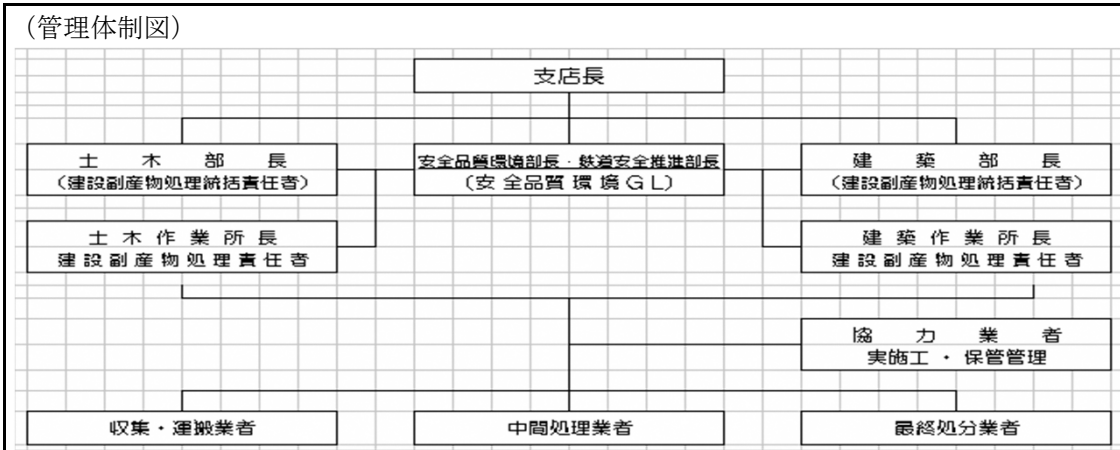 (管理体制図)
支店長
土木部長
(建設副産物処理統括責任者)
安全品質環境部長・鉄道安全推進部長
(安全品質環境GL)
建築部長
(建設副産物処理統括責任者)
土木作業所長
建設副産物処理責任者
建築作業所長
建設副産物処理責任者
協力業者
実施工・保管管理
収集・運搬業者
中間処理業者
最終処分業者